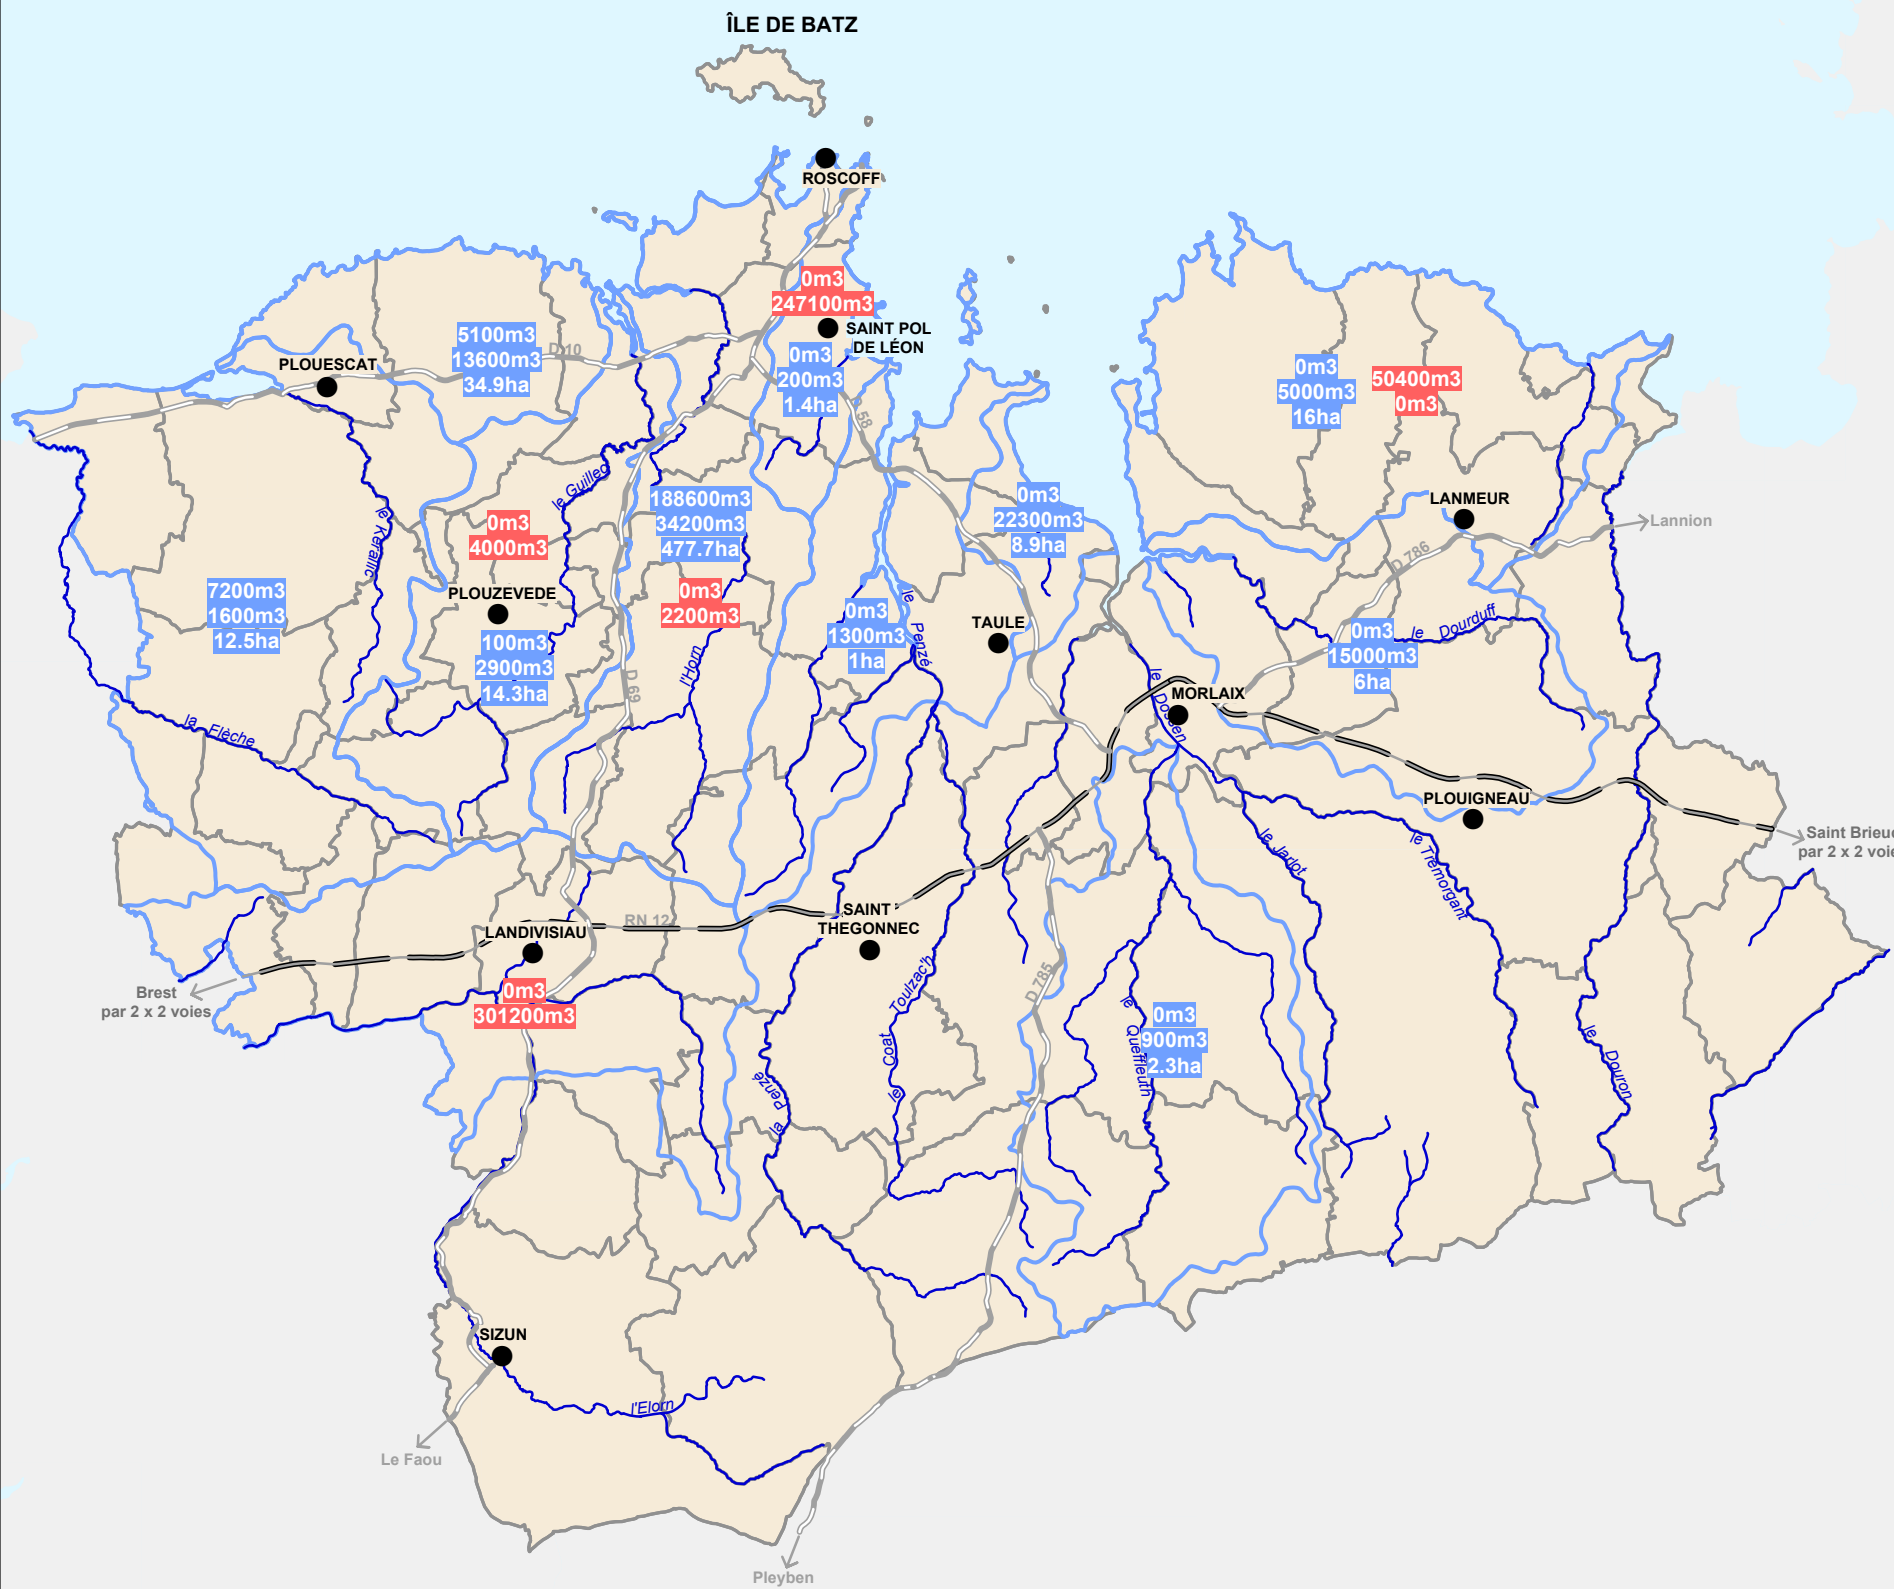 ÎLE DE BATZ
ROSCOFF
0m3
247100m3
SAINT POL
DE LÉON
5100m3
13600m3
34.9ha
D 10
0m3
200m3
1.4ha
PLOUESCAT
0m3
5000m3
16ha
50400m3
0m3
58
le Guillec
188600m3
34200m3
477.7ha
0m3
22300m3
8.9ha
LANMEUR
Lannion
0m3
4000m3
le Kerallic
D 786
7200m3
1600m3
12.5ha
PLOUZEVEDE
0m3
2200m3
0m3
1300m3
1ha
le Penzé
TAULE
le Dourduff
0m3
15000m3
6ha
100m3
2900m3
14.3ha
l'Horn
D 69
MORLAIX
le Dossen
la Flèche
PLOUIGNEAU
Saint Brieuc
par 2 x 2 voies
le Jarlot
le Tremorgant
RN 12
SAINT
THEGONNEC
LANDIVISIAU
Brest
par 2 x 2 voies
0m3
301200m3
le Coat Toulzac'h
D 785
le Queffleuth
0m3
900m3
2.3ha
le Douron
la Penzé
SIZUN
l'Elorn
Le Faou
Pleyben